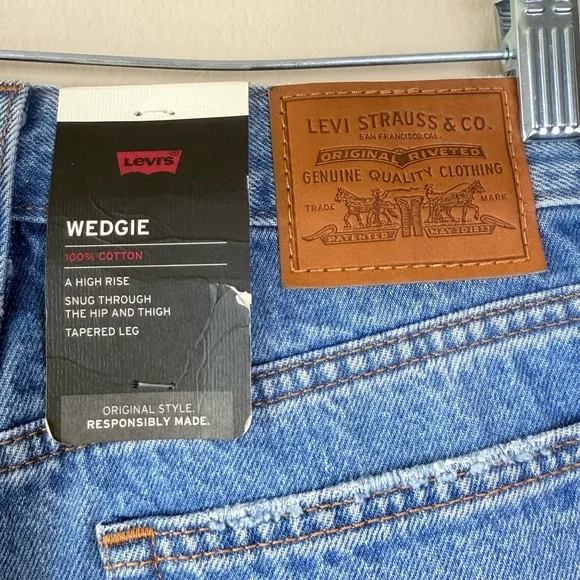 LEVI'S
WEDGIE
100% COTTON
A HIGH RISE
SNUG THROUGH
THE HIP AND THIGH
TAPERED LEG
ORIGINAL STYLE.
RESPONSIBLY MADE.
LEVI STRAUSS & CO.
SAN FRANCISCO, CAL.
ORIGINAL RIVETED
GENUINE QUALITY CLOTHING
TRADE MARK
PATENTED MAY 20 1873